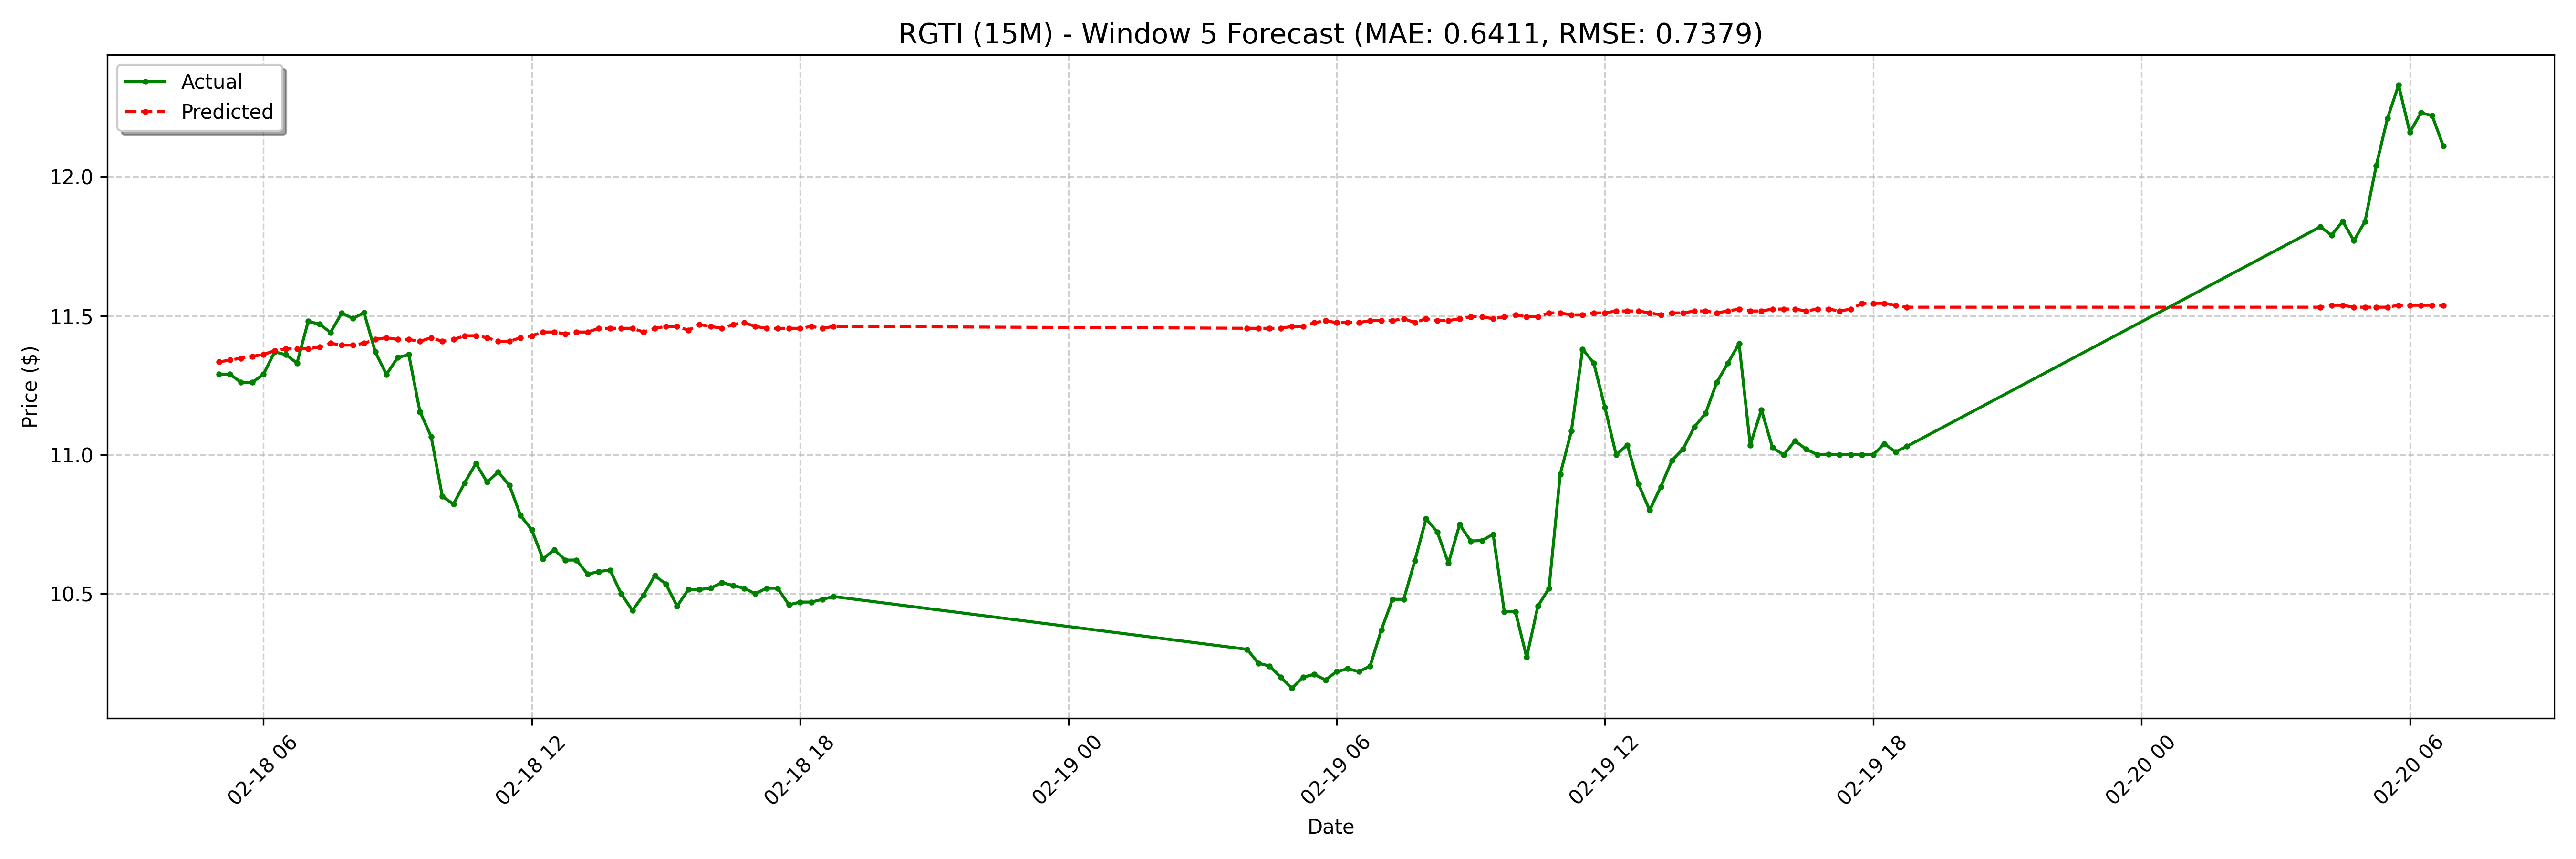 RGTI (15M) - Window 5 Forecast (MAE: 0.6411, RMSE: 0.7379)
Actual
Predicted
Price ($)
12.0
11.5
11.0
10.5
02-18 06
02-18 12
02-18 18
02-19 00
02-19 06
02-19 12
02-19 18
02-20 00
02-20 06
Date